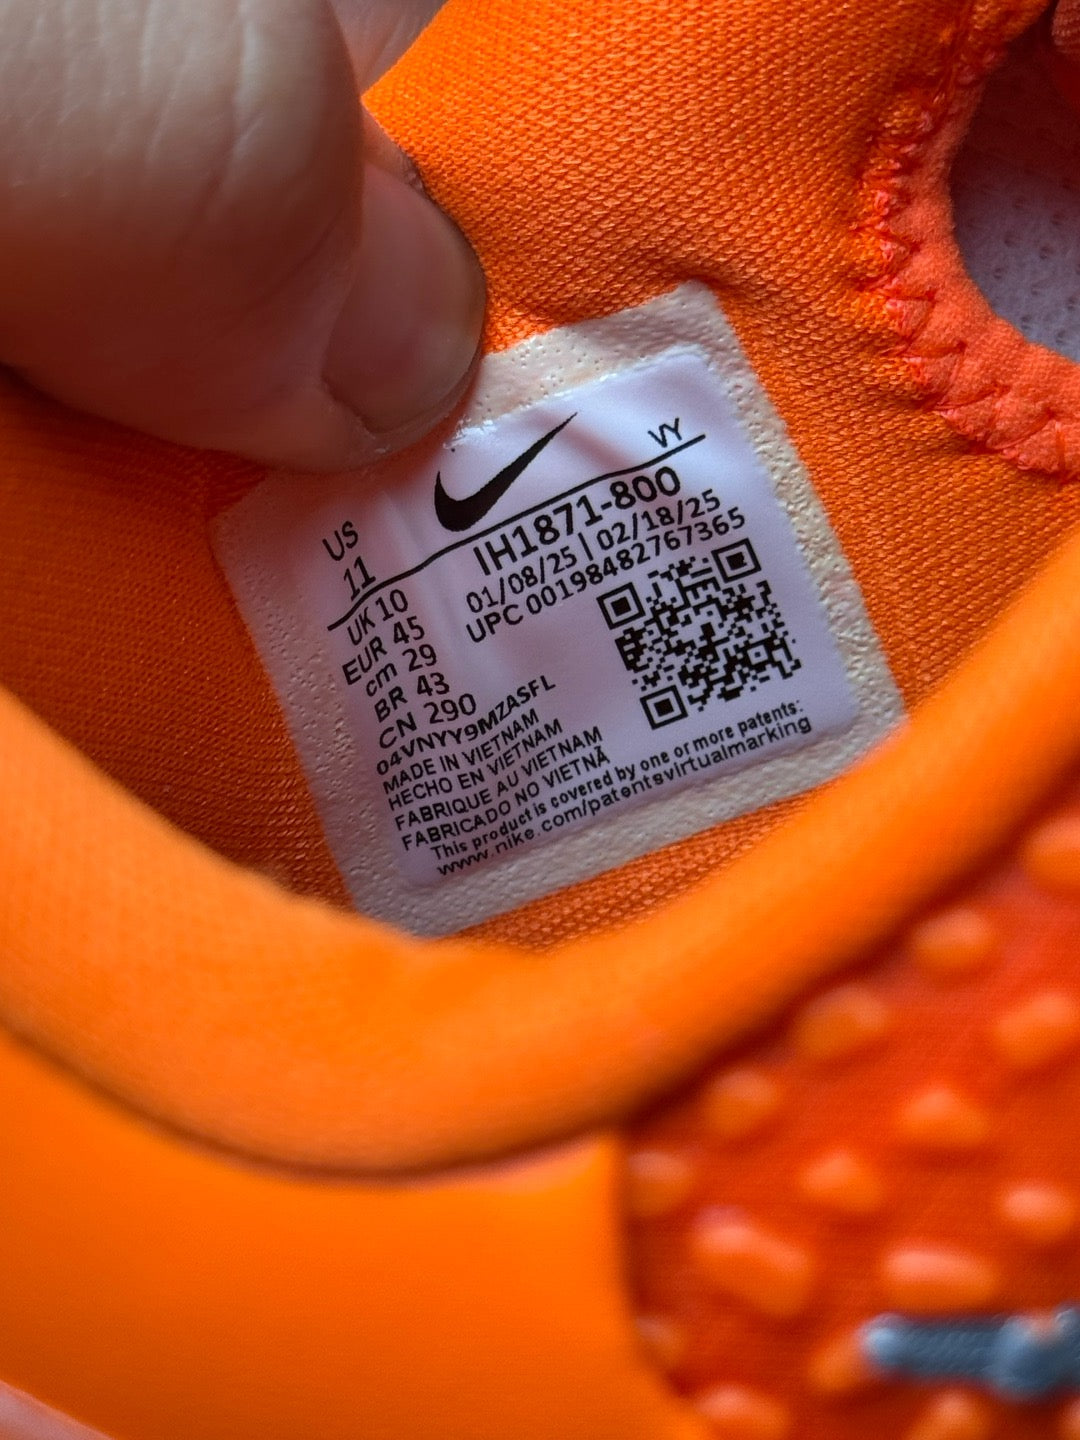 US
11
VY
IH1871-800
01/08/25 | 02/18/25
UPC 00198482767365
UK 10
EUR 45
cm 29
BR 43
CN 290
04VNYY9MZASFL
MADE IN VIETNAM
HECHO EN VIETNAM
FABRIQUE AU VIETNAM
FABRICADO NO VIETNÃ
This product is covered by one or more patents:
www.nike.com/patentsvirtualmarking